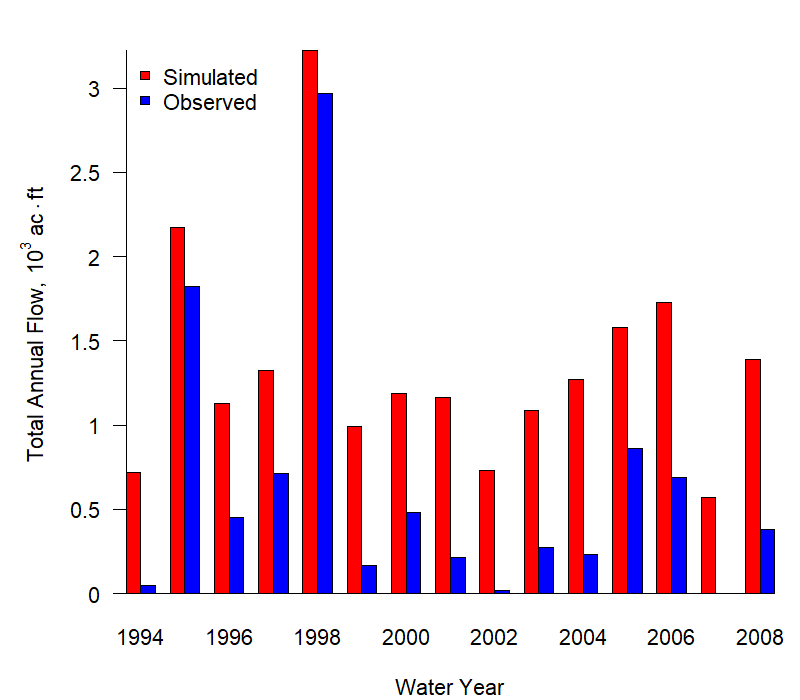 Simulated
Observed
3
2.5
2
1.5
1
0.5
0
Total Annual Flow, 10³ ac · ft
1994 1996 1998 2000 2002 2004 2006 2008
Water Year